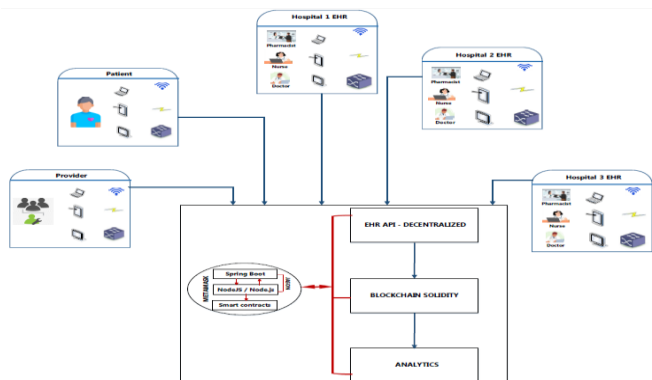 Hospital 1 EHR
Pharmacist
Nurse
Doctor
Hospital 2 EHR
Pharmacist
Nurse
Doctor
Patient
Provider
Hospital 3 EHR
Pharmacist
Nurse
Doctor
EHR API - DECENTRALIZED
METAMASK
Spring Boot
NodeJS / Node.js
Smart contracts
BLOCKCHAIN SOLIDITY
ANALYTICS